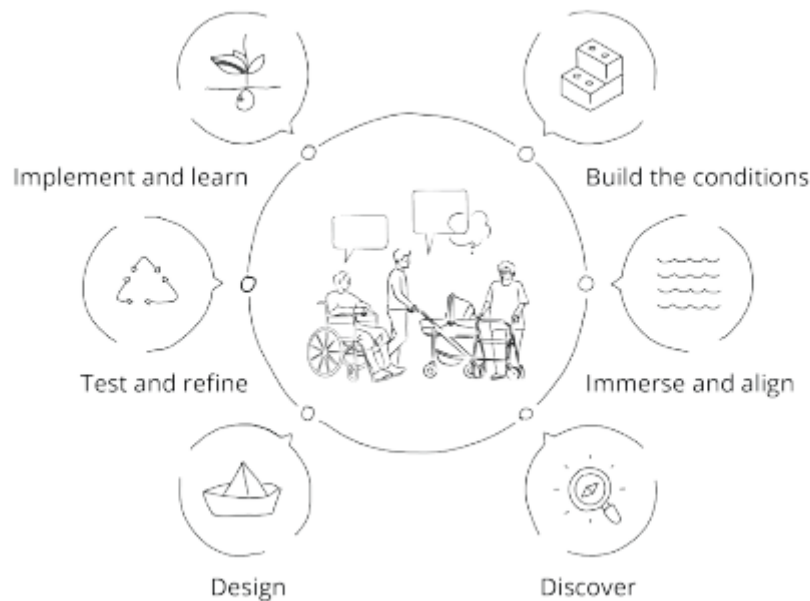 Implement and learn
Build the conditions
Test and refine
Immerse and align
Design
Discover